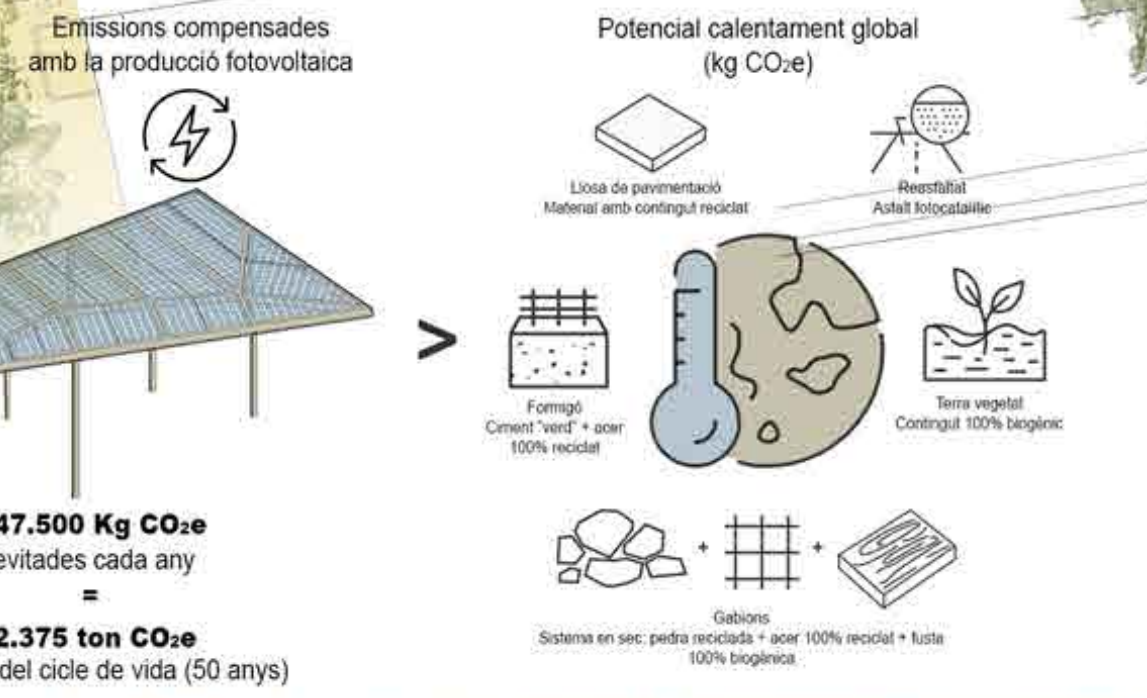 Emissions compensades
amb la producció fotovoltaica
47.500 Kg CO₂e
evitades cada any
=
2.375 ton CO₂e
del cicle de vida (50 anys)
>
Potencial calentament global
(kg CO₂e)
Llosa de pavimentació
Material amb contingut reciclat
Reasfaltat
Asfalt fotocatalític
Formigó
Ciment "verd" + acer
100% reciclat
Terra vegetal
Contingut 100% biogènic
+
+
Gabions
Sistema en sec: pedra reciclada + acer 100% reciclat + fusta
100% biogènica